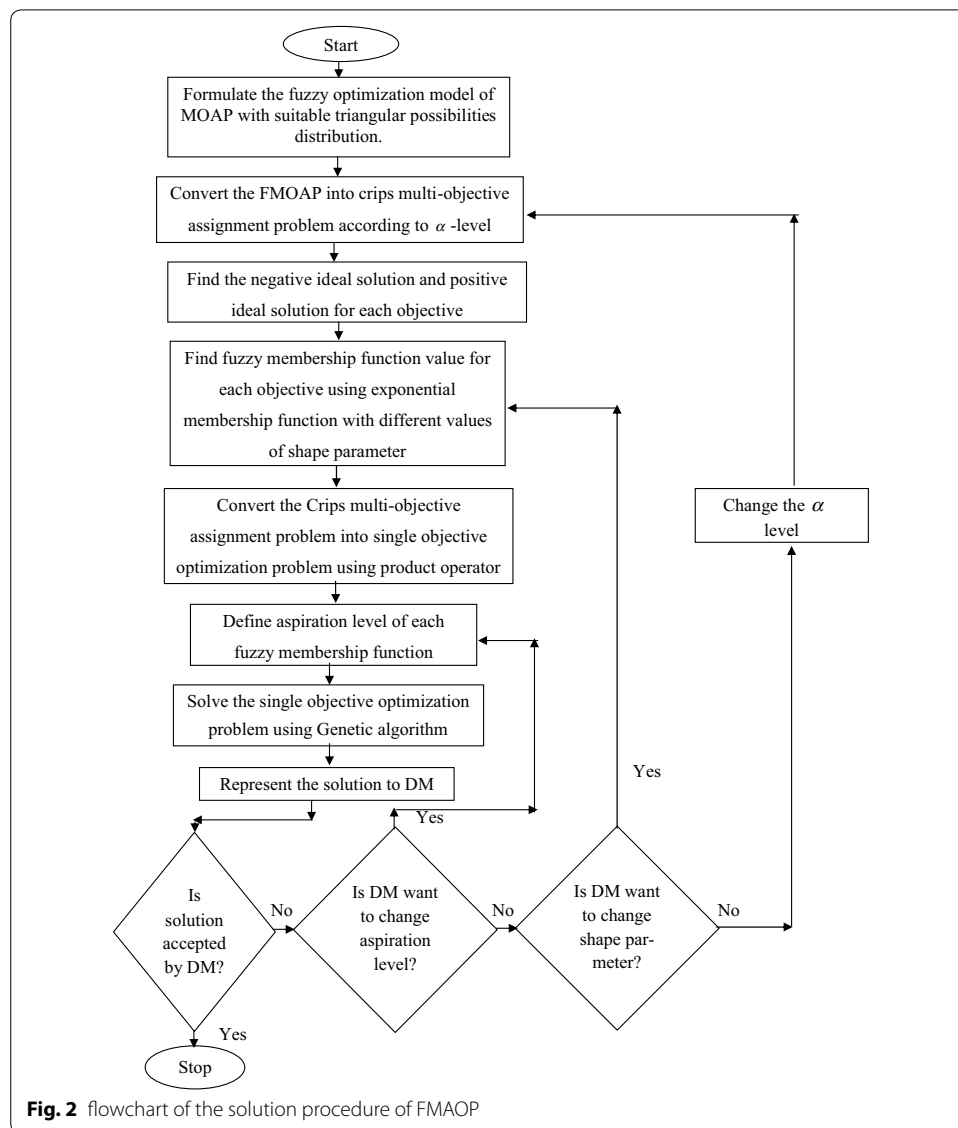 Start
Formulate the fuzzy optimization model of
MOAP with suitable triangular possibilities
distribution.
Convert the FMOAP into crips multi-objective
assignment problem according to α -level
Find the negative ideal solution and positive
ideal solution for each objective
Find fuzzy membership function value for
each objective using exponential
membership function with different values
of shape parameter
Convert the Crips multi-objective
assignment problem into single objective
optimization problem using product operator
Change the α
level
Define aspiration level of each
fuzzy membership function
Solve the single objective optimization
problem using Genetic algorithm
Represent the solution to DM
Yes
Yes
Is
solution
accepted
by DM?
No
Is DM want
to change
aspiration
level?
No
Is DM want
to change
shape par-
meter?
No
Yes
Stop
Fig. 2 flowchart of the solution procedure of FMAOP